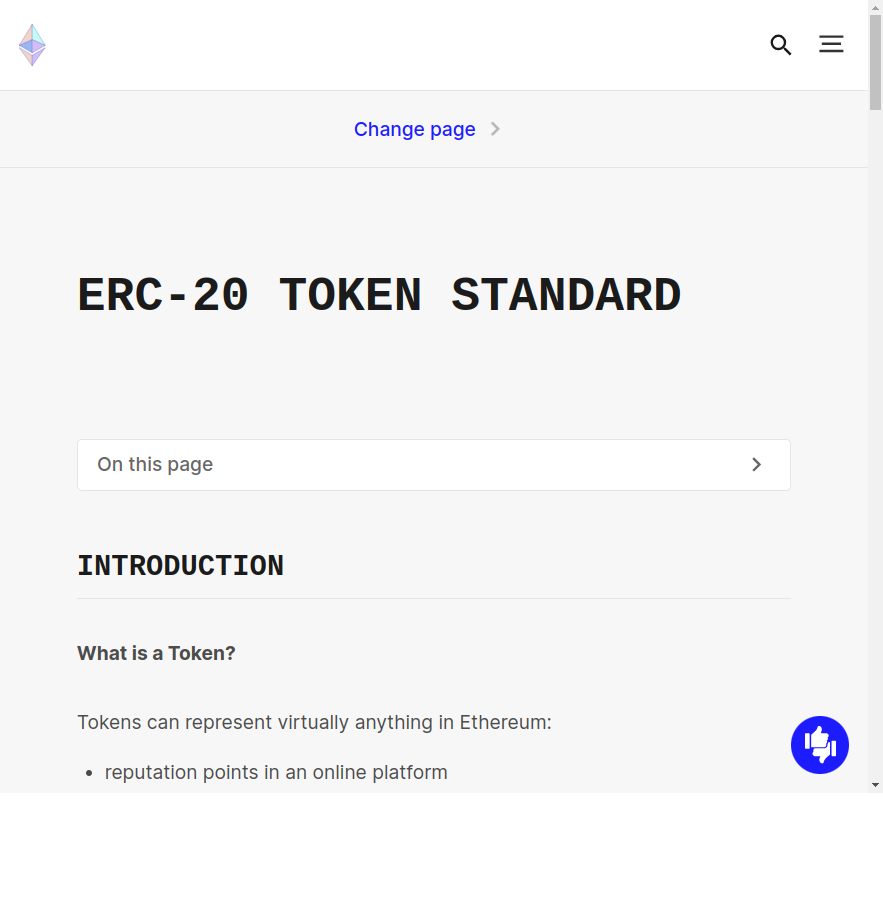 Change page
ERC-20 TOKEN STANDARD
On this page
INTRODUCTION
What is a Token?
Tokens can represent virtually anything in Ethereum:
• reputation points in an online platform